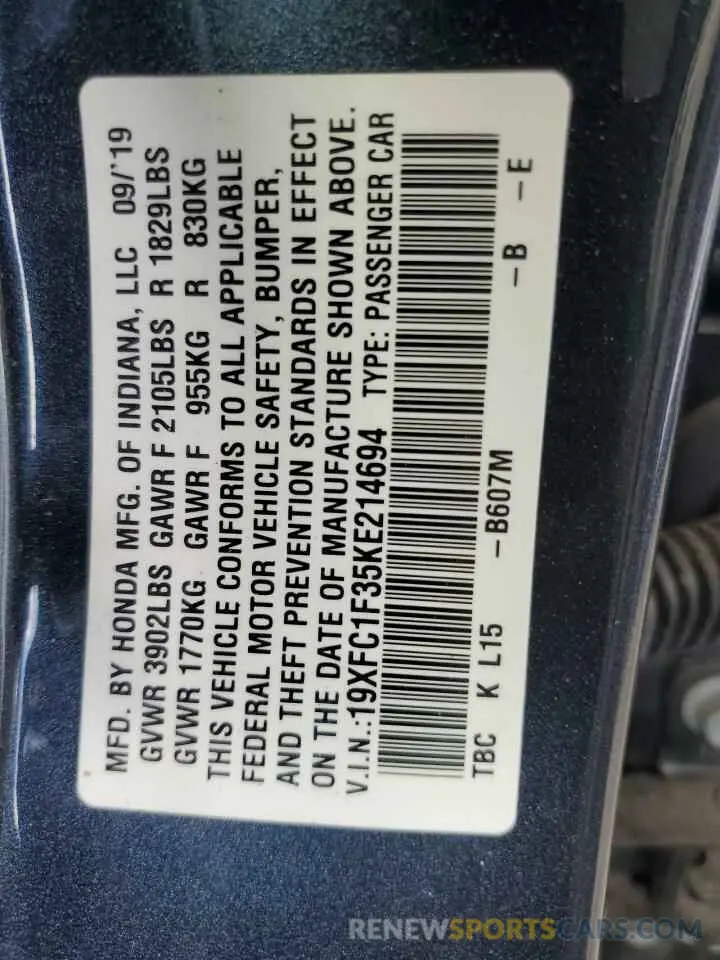 MFD. BY HONDA MFG. OF INDIANA, LLC 09/'19
GVWR 3902LBS GAWR F 2105LBS R 1829LBS
GVWR 1770KG GAWR F 955KG R 830KG
THIS VEHICLE CONFORMS TO ALL APPLICABLE
FEDERAL MOTOR VEHICLE SAFETY, BUMPER,
AND THEFT PREVENTION STANDARDS IN EFFECT
ON THE DATE OF MANUFACTURE SHOWN ABOVE.
V.I.N.:19XFC1F35KE214694 TYPE: PASSENGER CAR
TBC K L15 -B607M -B -E
RENEWSPORTSCARS.COM